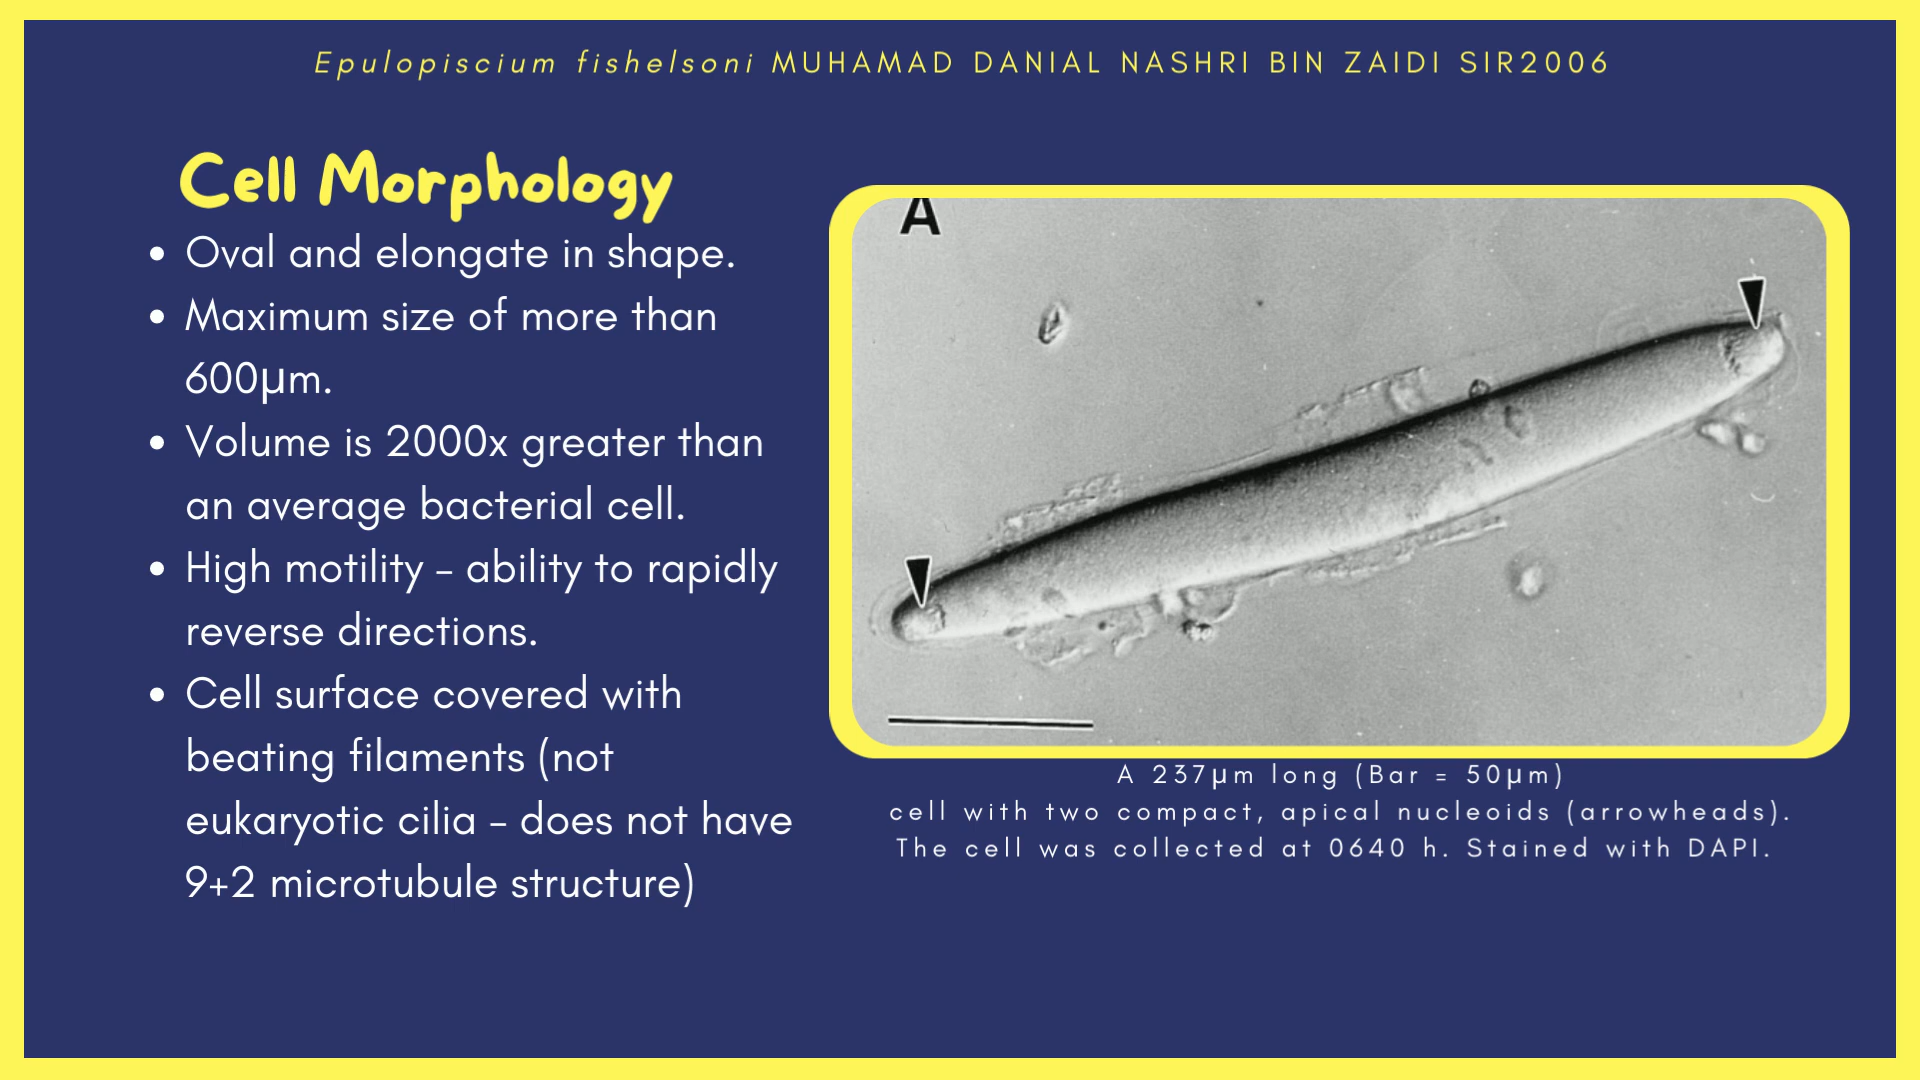 Epulopiscium fishelsoni MUHAMAD DANIAL NASHRI BIN ZAIDI SIR2006
Cell Morphology
• Oval and elongate in shape.
• Maximum size of more than
600µm.
• Volume is 2000x greater than
an average bacterial cell.
• High motility – ability to rapidly
reverse directions.
• Cell surface covered with
beating filaments (not
eukaryotic cilia – does not have
9+2 microtubule structure)
A
A 237µm long (Bar = 50µm)
cell with two compact, apical nucleoids (arrowheads).
The cell was collected at 0640 h. Stained with DAPI.